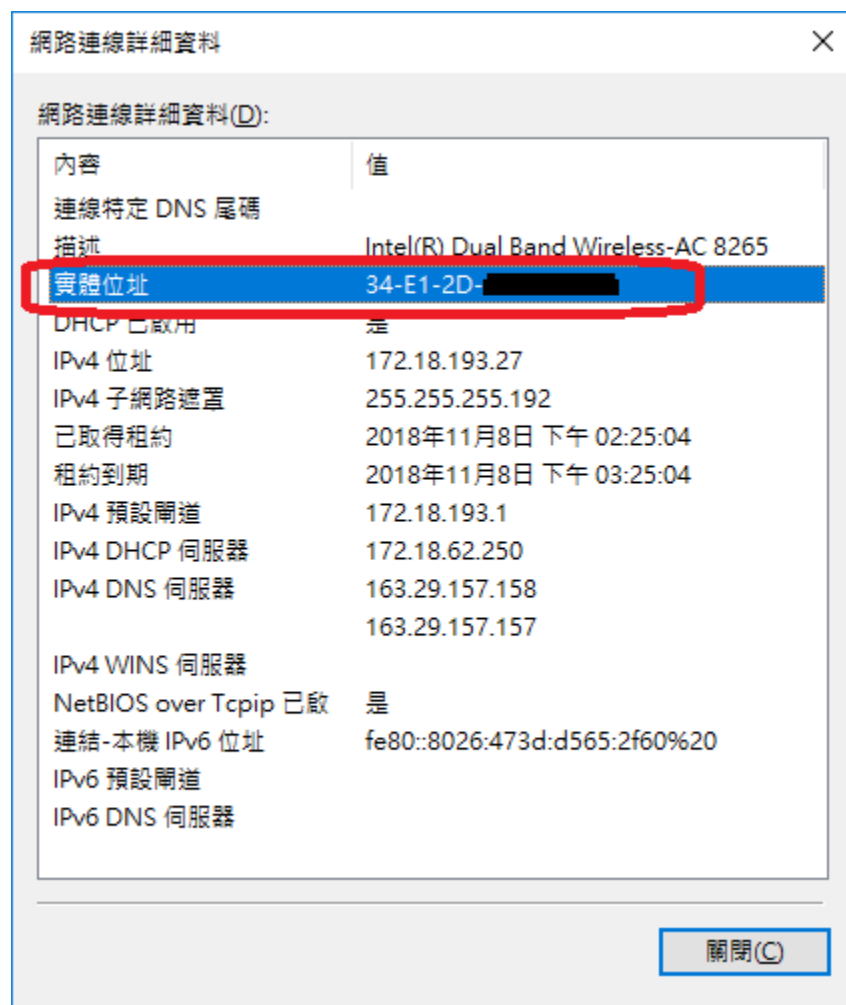 網路連線詳細資料
網路連線詳細資料(D):
內容 值
連線特定 DNS 尾碼
描述 Intel(R) Dual Band Wireless-AC 8265
實體位址 34-E1-2D-
DHCP 已啟用 是
IPv4 位址 172.18.193.27
IPv4 子網路遮罩 255.255.255.192
已取得租約 2018年11月8日 下午 02:25:04
租約到期 2018年11月8日 下午 03:25:04
IPv4 預設閘道 172.18.193.1
IPv4 DHCP 伺服器 172.18.62.250
IPv4 DNS 伺服器 163.29.157.158
163.29.157.157
IPv4 WINS 伺服器
NetBIOS over Tcpip 已啟 是
連結-本機 IPv6 位址 fe80::8026:473d:d565:2f60%20
IPv6 預設閘道
IPv6 DNS 伺服器
關閉(C)